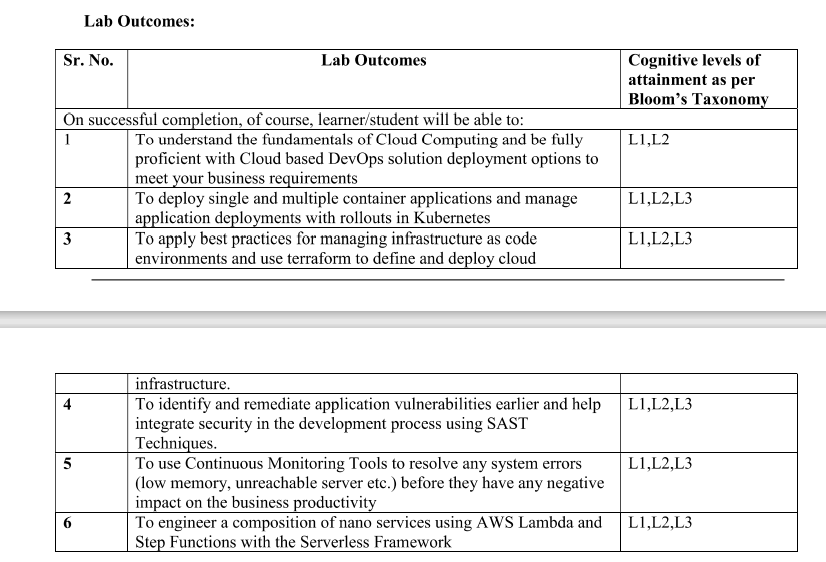 Lab Outcomes:
Sr. No.
Lab Outcomes
Cognitive levels of
attainment as per
Bloom's Taxonomy
On successful completion, of course, learner/student will be able to:
1
To understand the fundamentals of Cloud Computing and be fully
proficient with Cloud based DevOps solution deployment options to
meet your business requirements
L1,L2
2
To deploy single and multiple container applications and manage
application deployments with rollouts in Kubernetes
L1,L2,L3
3
To apply best practices for managing infrastructure as code
environments and use terraform to define and deploy cloud
L1,L2,L3
infrastructure.
4
To identify and remediate application vulnerabilities earlier and help
integrate security in the development process using SAST
Techniques.
L1,L2,L3
5
To use Continuous Monitoring Tools to resolve any system errors
(low memory, unreachable server etc.) before they have any negative
impact on the business productivity
L1,L2,L3
6
To engineer a composition of nano services using AWS Lambda and
Step Functions with the Serverless Framework
L1,L2,L3